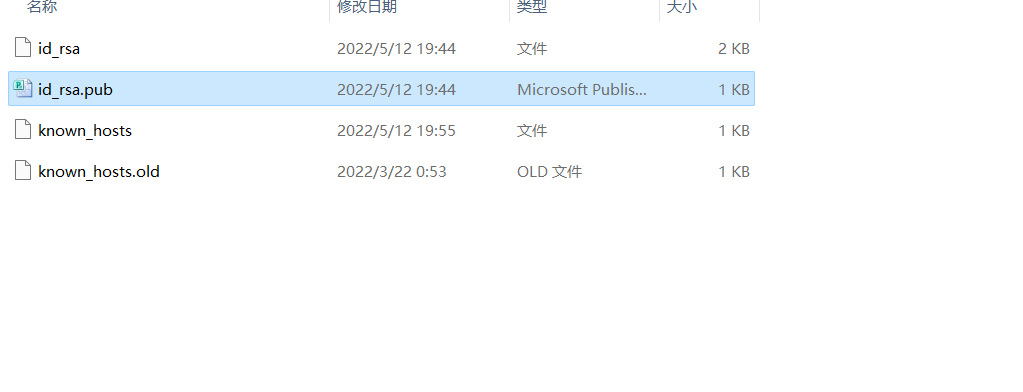 名称 修改日期 类型 大小
id_rsa 2022/5/12 19:44 文件 2 KB
id_rsa.pub 2022/5/12 19:44 Microsoft Publis... 1 KB
known_hosts 2022/5/12 19:55 文件 1 KB
known_hosts.old 2022/3/22 0:53 OLD 文件 1 KB